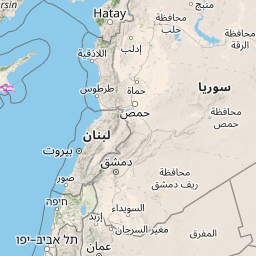 rsin
Hatay
منبج
محافظة
حلب
محافظة
الرقة
إدلب
اللاذقية
سوريا
حماة
طرطوس
حمص
محافظة
حمص
لبنان
بيروت
دمشق
محافظة
ريف دمشق
صور
حيفا
السويداء
إربد
مغير السرحان
المفرق
תל אביב-יפו
عمان